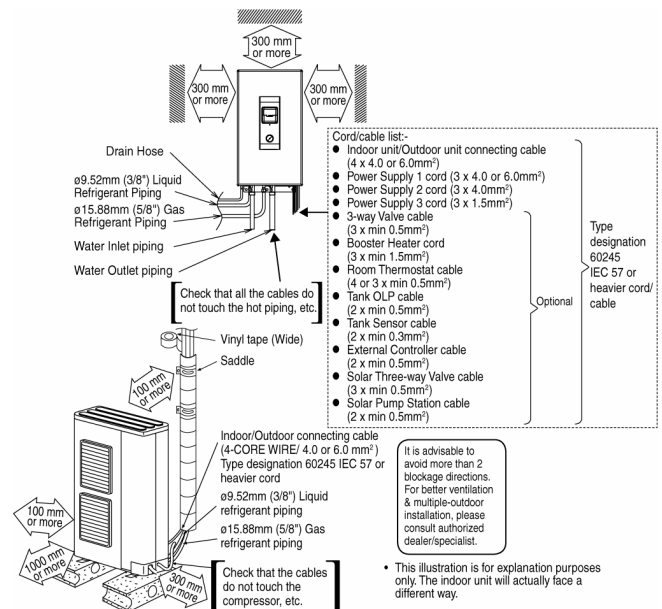 300 mm
or more
300 mm
or more
300 mm
or more
Drain Hose
ø9.52mm (3/8") Liquid
Refrigerant Piping
ø15.88mm (5/8") Gas
Refrigerant Piping
Water Inlet piping
Water Outlet piping
Check that all the cables do
not touch the hot piping, etc.
Cord/cable list:-
● Indoor unit/Outdoor unit connecting cable
(4 x 4.0 or 6.0mm²)
● Power Supply 1 cord (3 x 4.0 or 6.0mm²)
● Power Supply 2 cord (3 x 4.0mm²)
● Power Supply 3 cord (3 x 1.5mm²)
● 3-way Valve cable
(3 x min 0.5mm²)
● Booster Heater cord
(3 x min 1.5mm²)
● Room Thermostat cable
(4 or 3 x min 0.5mm²)
● Tank OLP cable
(2 x min 0.5mm²)
● Tank Sensor cable
(2 x min 0.3mm²)
● External Controller cable
(2 x min 0.5mm²)
● Solar Three-way Valve cable
(3 x min 0.5mm²)
● Solar Pump Station cable
(2 x min 0.5mm²)
Optional
Type
designation
60245
IEC 57 or
heavier cord/
cable
Vinyl tape (Wide)
Saddle
100 mm
or more
Indoor/Outdoor connecting cable
(4-CORE WIRE/ 4.0 or 6.0 mm²)
Type designation 60245 IEC 57 or
heavier cord
ø9.52mm (3/8") Liquid
refrigerant piping
ø15.88mm (5/8") Gas
refrigerant piping
100 mm
or more
1000 mm
or more
300 mm
or more
Check that the cables
do not touch the
compressor, etc.
It is advisable to
avoid more than 2
blockage directions.
For better ventilation
& multiple-outdoor
installation, please
consult authorized
dealer/specialist.
• This illustration is for explanation purposes
only. The indoor unit will actually face a
different way.